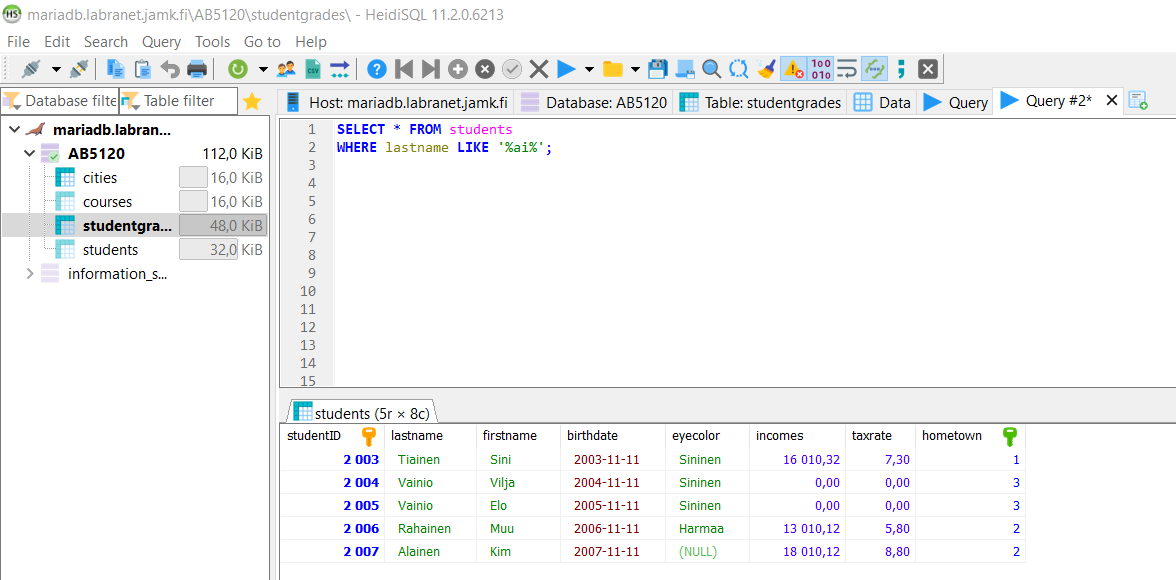 HS mariadb.labranet.jamk.fi\AB5120\studentgrades\ - HeidiSQL 11.2.0.6213
File Edit Search Query Tools Go to Help
CSV ? 100 010 ;
Database filte Table filter
Host: mariadb.labranet.jamk.fi Database: AB5120 Table: studentgrades Data Query Query #2* ✕
mariadb.labran...
AB5120 112,0 KiB
cities 16,0 KiB
courses 16,0 KiB
studentgra... 48,0 KiB
students 32,0 KiB
information_s...
1 SELECT * FROM students
2 WHERE lastname LIKE '%ai%';
3
4
5
6
7
8
9
10
11
12
13
14
15
students (5r × 8c)
studentID lastname firstname birthdate eyecolor incomes taxrate hometown
2 003 Tiainen Sini 2003-11-11 Sininen 16 010,32 7,30 1
2 004 Vainio Vilja 2004-11-11 Sininen 0,00 0,00 3
2 005 Vainio Elo 2005-11-11 Sininen 0,00 0,00 3
2 006 Rahainen Muu 2006-11-11 Harmaa 13 010,12 5,80 2
2 007 Alainen Kim 2007-11-11 (NULL) 18 010,12 8,80 2